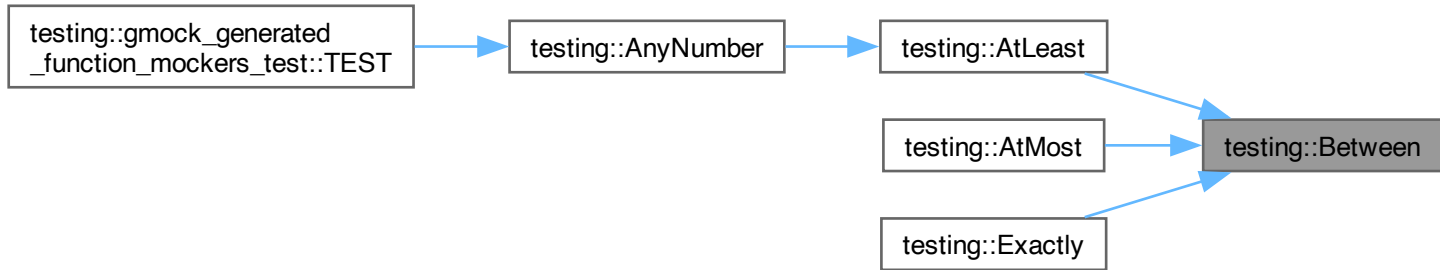 testing::gmock_generated
_function_mockers_test::TEST
testing::AnyNumber
testing::AtLeast
testing::AtMost
testing::Between
testing::Exactly